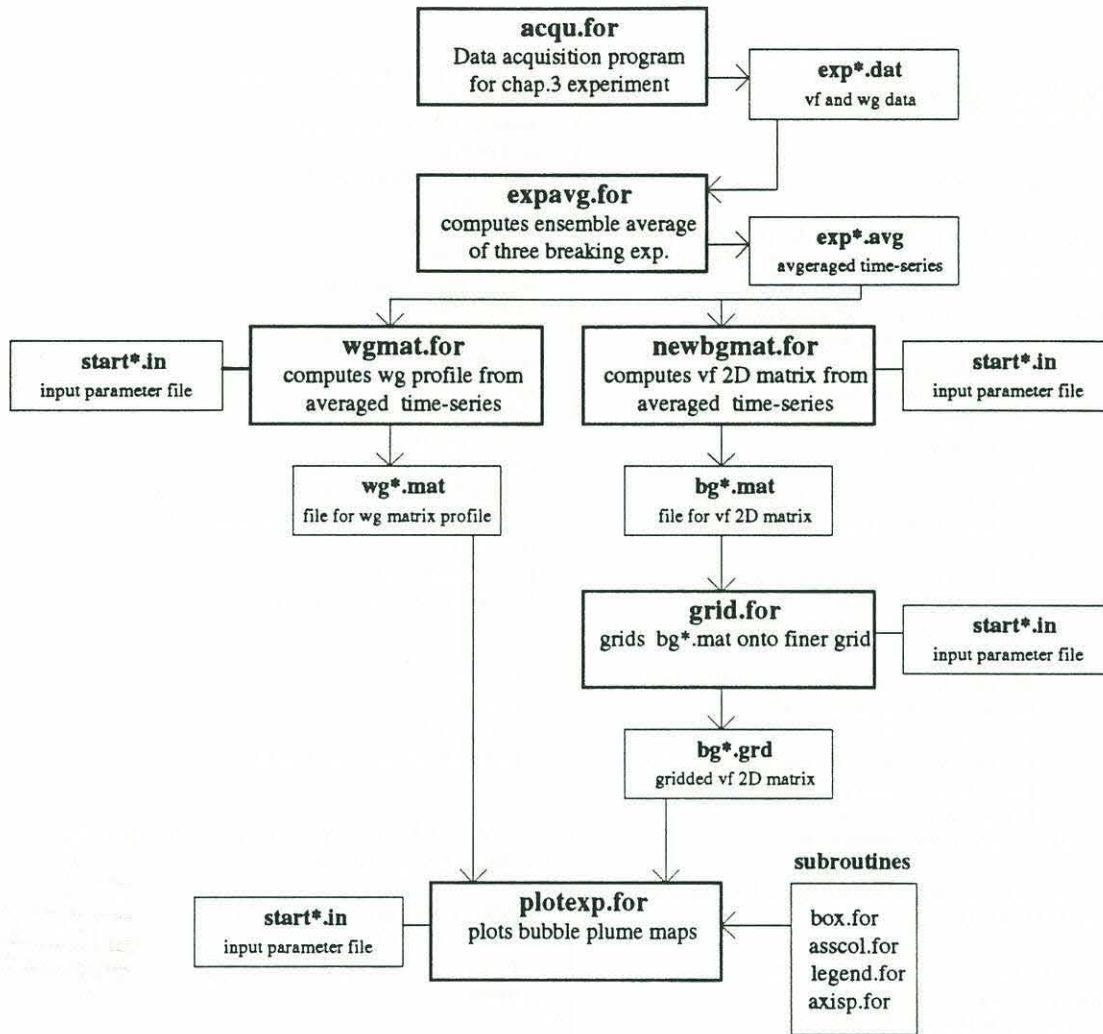 acqu.for
Data acquisition program
for chap.3 experiment
exp*.dat
vf and wg data
expavg.for
computes ensemble average
of three breaking exp.
exp*.avg
avgeraged time-series
start*.in
input parameter file
wgmat.for
computes wg profile from
averaged time-series
newbgmat.for
computes vf 2D matrix from
averaged time-series
start*.in
input parameter file
wg*.mat
file for wg matrix profile
bg*.mat
file for vf 2D matrix
grid.for
grids bg*.mat onto finer grid
start*.in
input parameter file
bg*.grd
gridded vf 2D matrix
start*.in
input parameter file
plotexp.for
plots bubble plume maps
subroutines
box.for
asscol.for
legend.for
axisp.for